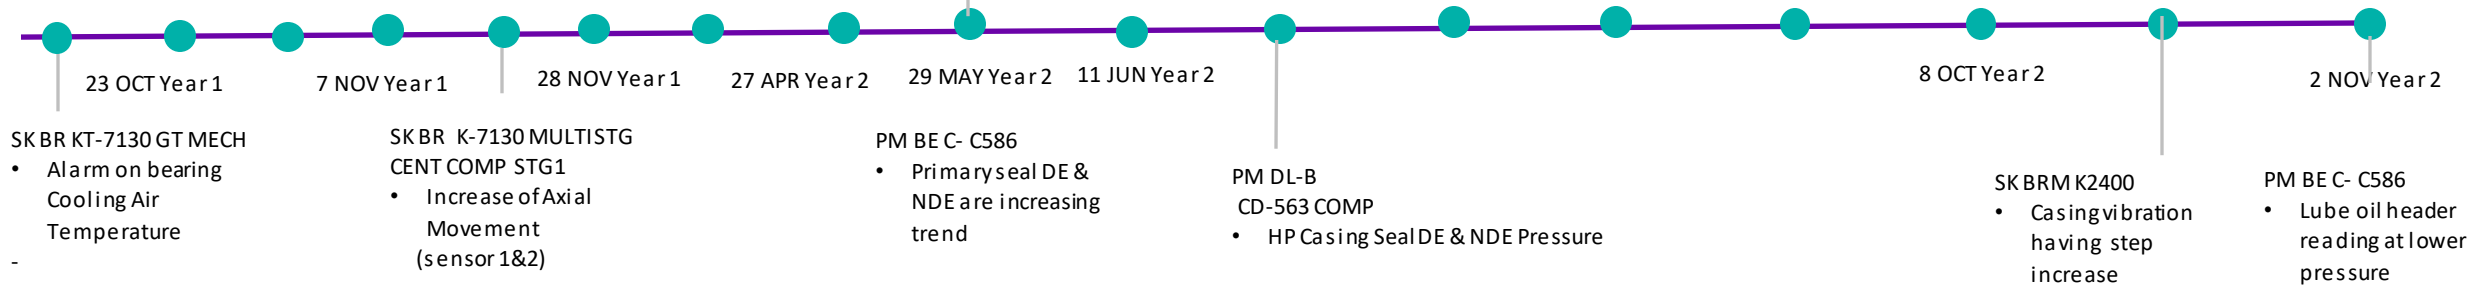 23 OCT Year 1
7 NOV Year 1
28 NOV Year 1
27 APR Year 2
29 MAY Year 2
11 JUN Year 2
8 OCT Year 2
2 NOV Year 2
SK BR KT-7130 GT MECH
• Alarm on bearing
Cooling Air
Temperature
-
SK BR K-7130 MULTISTG
CENT COMP STG1
• Increase of Axial
Movement
(sensor 1&2)
PM BE C- C586
• Primary seal DE &
NDE are increasing
trend
PM DL-B
CD-563 COMP
• HP Casing Seal DE & NDE Pressure
SK BRM K2400
• Casing vibration
having step
increase
PM BE C- C586
• Lube oil header
reading at lower
pressure